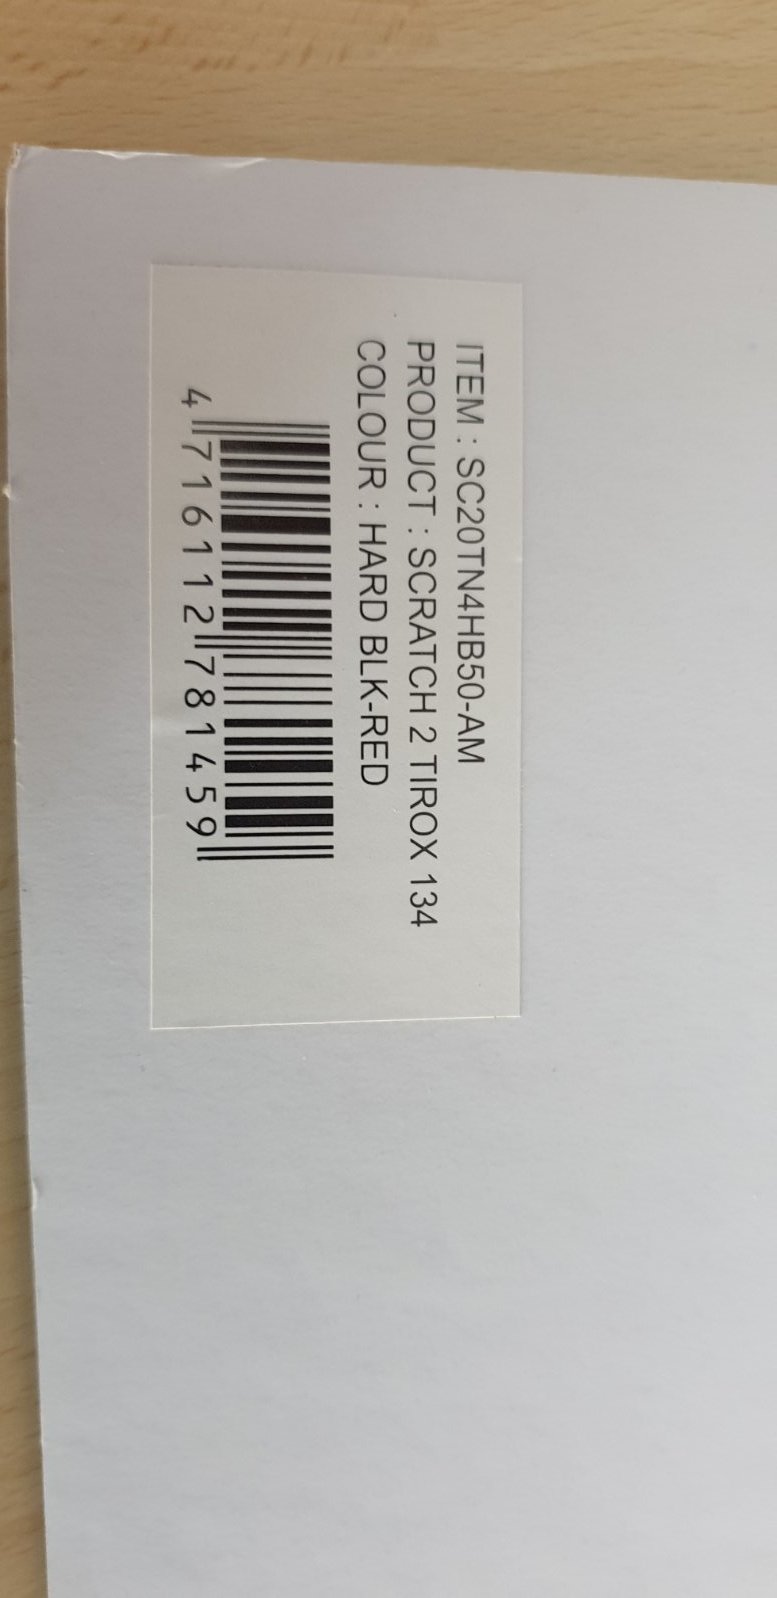 ITEM : SC20TN4HB50-AM
PRODUCT : SCRATCH 2 TIROX 134
COLOUR : HARD BLK-RED
4 716112 781459